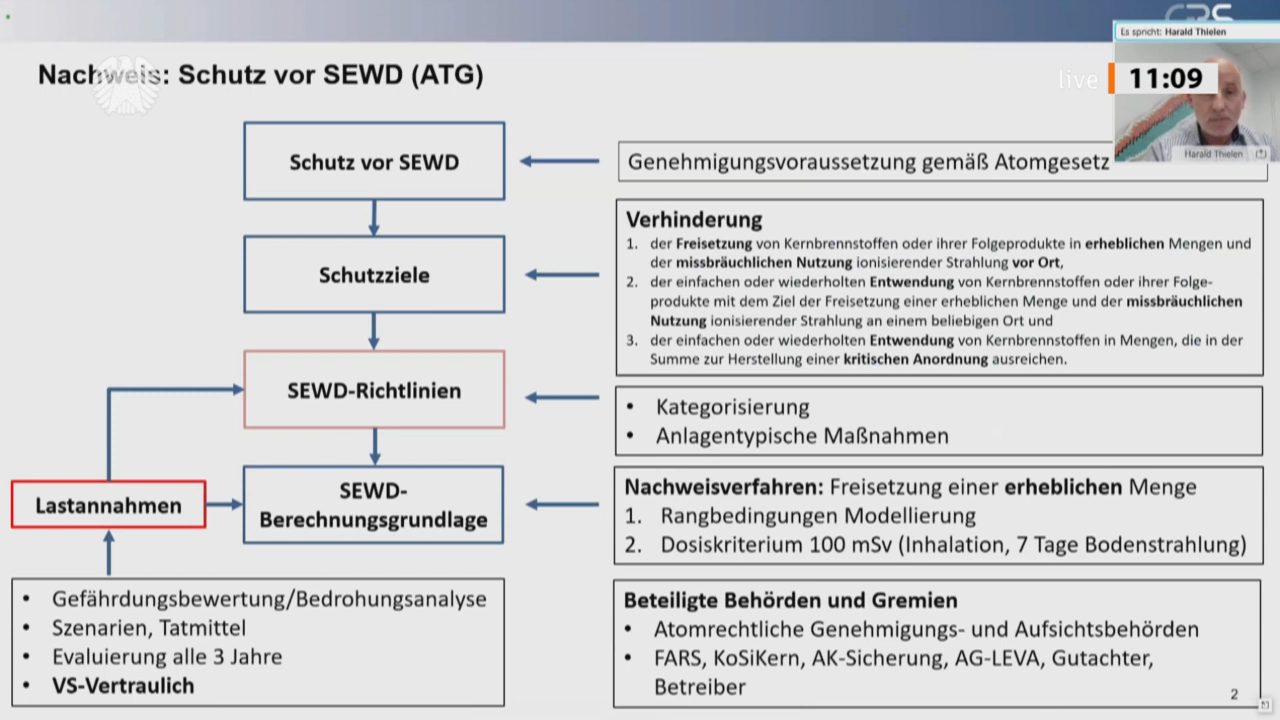 GRS
Es spricht: Harald Thielen
Nachweis: Schutz vor SEWD (ATG)
live 11:09
Harald Thielen
Schutz vor SEWD
Genehmigungsvoraussetzung gemäß Atomgesetz
Schutzziele
Verhinderung
1. der Freisetzung von Kernbrennstoffen oder ihrer Folgeprodukte in erheblichen Mengen und
der missbräuchlichen Nutzung ionisierender Strahlung vor Ort,
2. der einfachen oder wiederholten Entwendung von Kernbrennstoffen oder ihrer Folge-
produkte mit dem Ziel der Freisetzung einer erheblichen Menge und der missbräuchlichen
Nutzung ionisierender Strahlung an einem beliebigen Ort und
3. der einfachen oder wiederholten Entwendung von Kernbrennstoffen in Mengen, die in der
Summe zur Herstellung einer kritischen Anordnung ausreichen.
SEWD-Richtlinien
• Kategorisierung
• Anlagentypische Maßnahmen
Lastannahmen
SEWD-
Berechnungsgrundlage
Nachweisverfahren: Freisetzung einer erheblichen Menge
1. Rangbedingungen Modellierung
2. Dosiskriterium 100 mSv (Inhalation, 7 Tage Bodenstrahlung)
• Gefährdungsbewertung/Bedrohungsanalyse
• Szenarien, Tatmittel
• Evaluierung alle 3 Jahre
• VS-Vertraulich
Beteiligte Behörden und Gremien
• Atomrechtliche Genehmigungs- und Aufsichtsbehörden
• FARS, KoSiKern, AK-Sicherung, AG-LEVA, Gutachter,
Betreiber
2